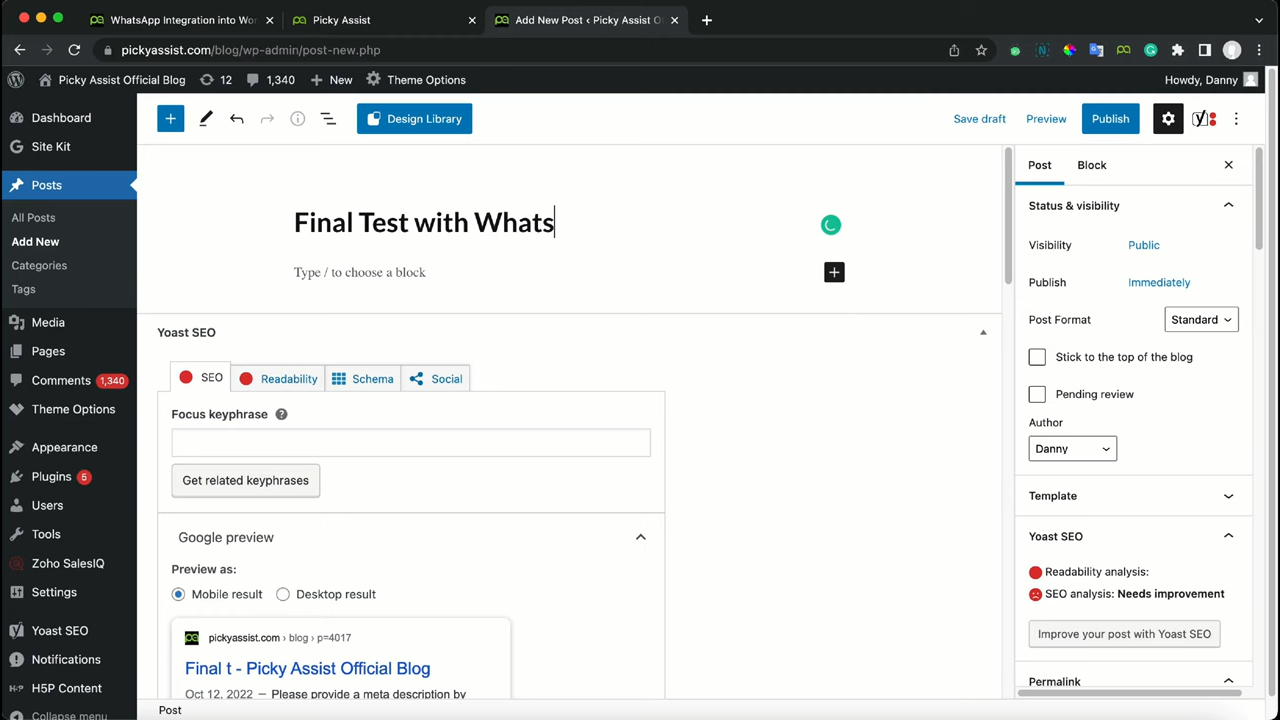 WhatsApp Integration into Wor
Picky Assist
Add New Post ‹ Picky Assist O
pickyassist.com/blog/wp-admin/post-new.php
Picky Assist Official Blog
12
1,340
New
Theme Options
Howdy, Danny
Dashboard
Site Kit
Posts
All Posts
Add New
Categories
Tags
Media
Pages
Comments 1,340
Theme Options
Appearance
Plugins 5
Users
Tools
Zoho SalesIQ
Settings
Yoast SEO
Notifications
H5P Content
Collapse menu
Design Library
Save draft
Preview
Publish
Final Test with Whats
Type / to choose a block
Yoast SEO
SEO
Readability
Schema
Social
Focus keyphrase
Get related keyphrases
Google preview
Preview as:
Mobile result
Desktop result
pickyassist.com › blog › p=4017
Final t - Picky Assist Official Blog
Oct 12, 2022 — Please provide a meta description by
Post
Post
Block
Status & visibility
Visibility
Public
Publish
Immediately
Post Format
Standard
Stick to the top of the blog
Pending review
Author
Danny
Template
Yoast SEO
Readability analysis:
SEO analysis: Needs improvement
Improve your post with Yoast SEO
Permalink